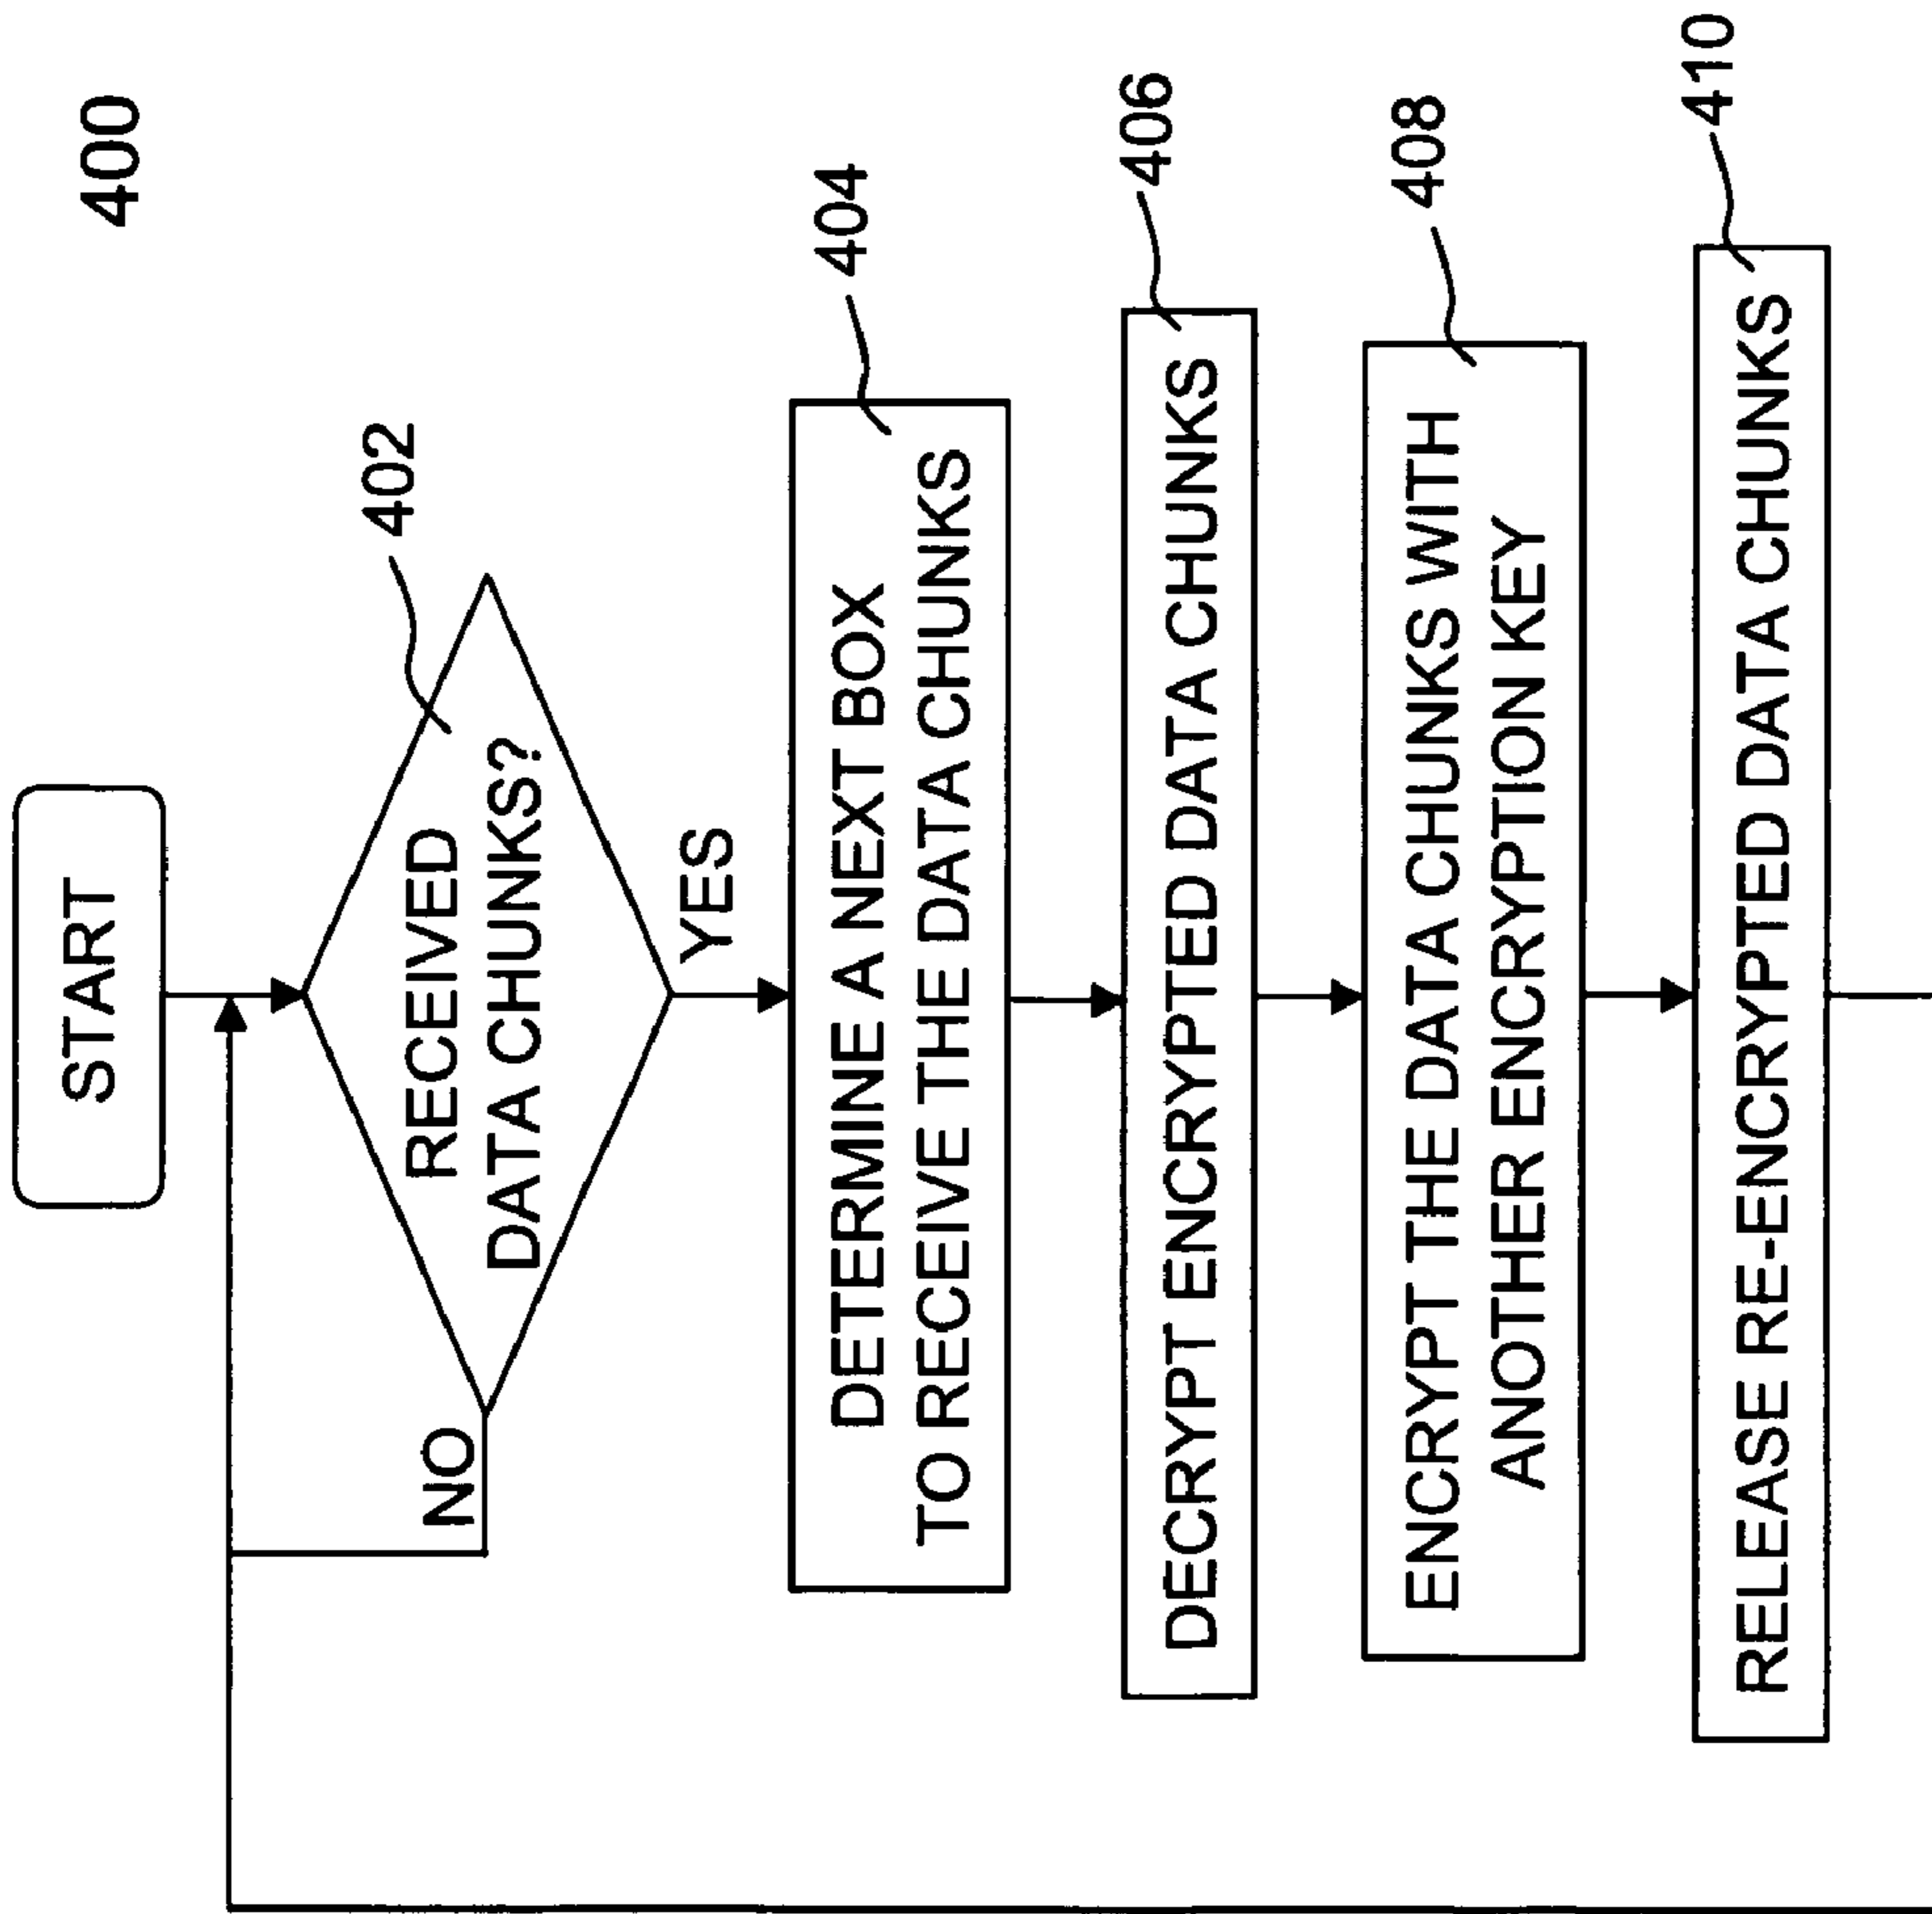 400
START
RECEIVED
DATA CHUNKS?
402
NO
YES
DETERMINE A NEXT BOX
TO RECEIVE THE DATA CHUNKS
404
DECRYPT ENCRYPTED DATA CHUNKS
406
ENCRYPT THE DATA CHUNKS WITH
ANOTHER ENCRYPTION KEY
408
RELEASE RE-ENCRYPTED DATA CHUNKS
410